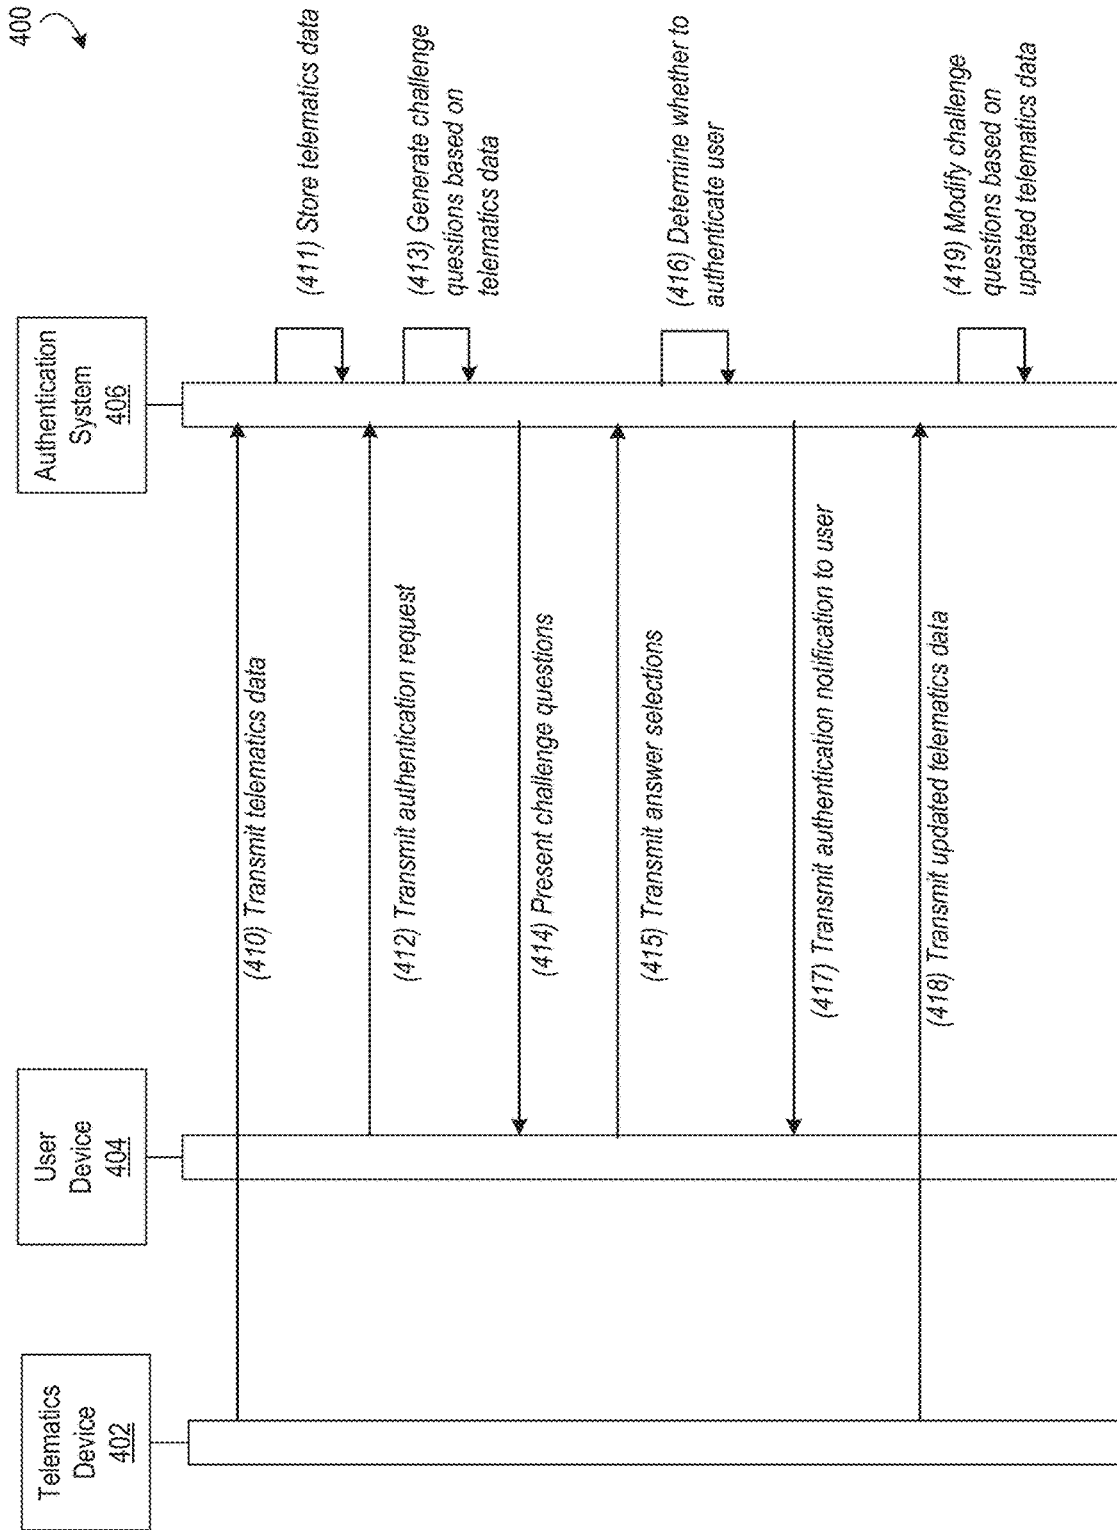 400
Telematics
Device
402
User
Device
404
Authentication
System
406
(410) Transmit telematics data
(411) Store telematics data
(412) Transmit authentication request
(413) Generate challenge
questions based on
telematics data
(414) Present challenge questions
(415) Transmit answer selections
(416) Determine whether to
authenticate user
(417) Transmit authentication notification to user
(418) Transmit updated telematics data
(419) Modify challenge
questions based on
updated telematics data